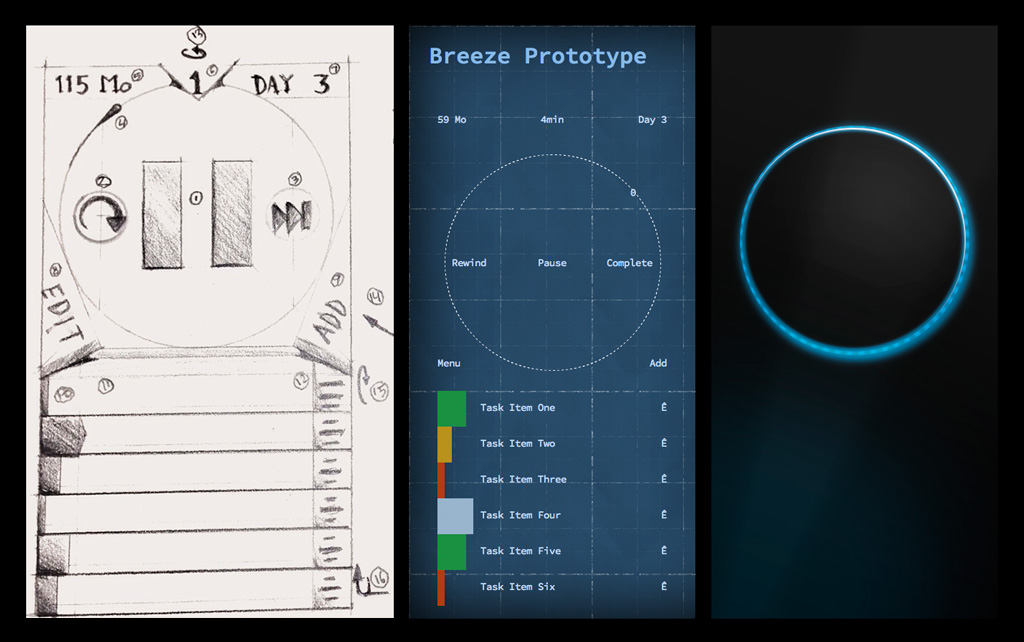 13
115 Mo 5
1 6
DAY 3 7
4
2
1
3
8
EDIT
9
ADD
14
10
11
12
15
16
Breeze Prototype
59 Mo 4min Day 3
0
Rewind Pause Complete
Menu Add
Task Item One Ê
Task Item Two Ê
Task Item Three Ê
Task Item Four Ê
Task Item Five Ê
Task Item Six Ê